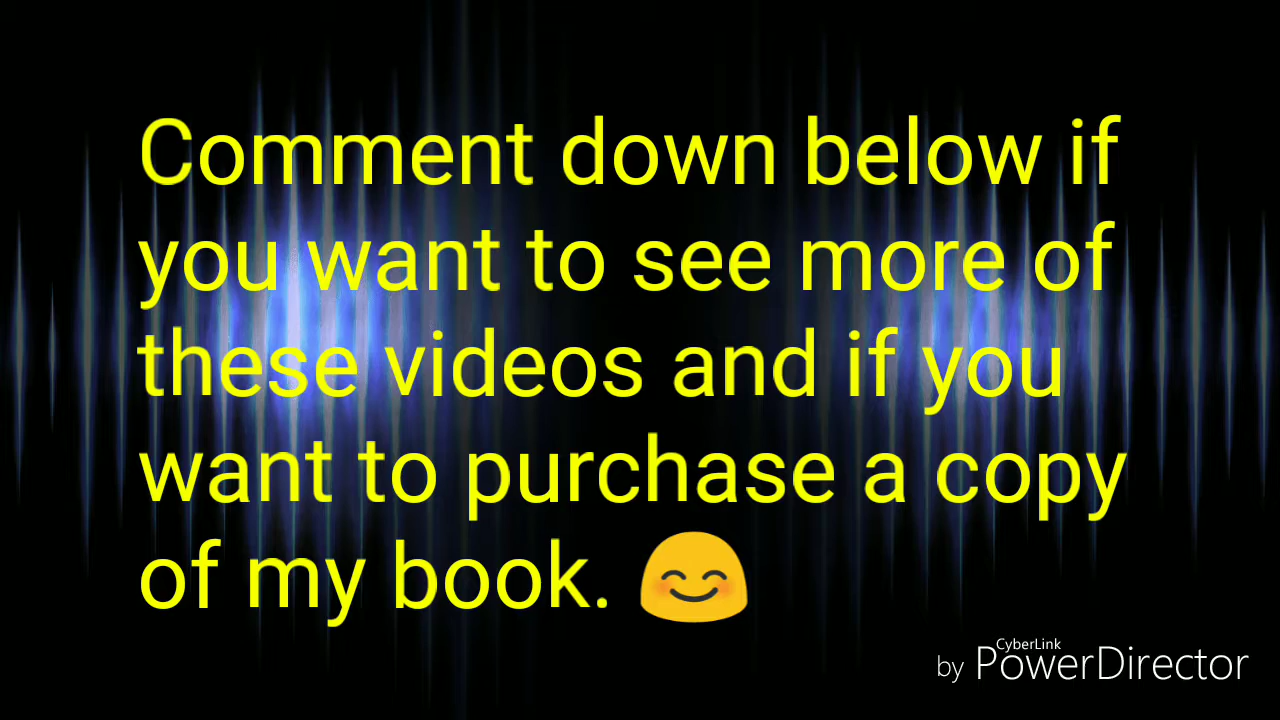 Comment down below if
you want to see more of
these videos and if you
want to purchase a copy
of my book. 😊
CyberLink
by PowerDirector